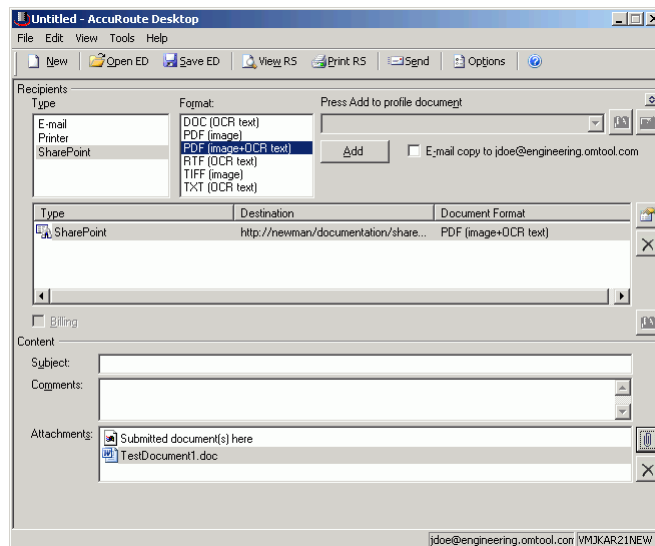 Untitled - AccuRoute Desktop
File Edit View Tools Help
New Open ED Save ED View RS Print RS Send Options
Recipients
Type Format: Press Add to profile document
E-mail
Printer
SharePoint
DOC (OCR text)
PDF (image)
PDF (image+OCR text)
RTF (OCR text)
TIFF (image)
TXT (OCR text)
Add E-mail copy to jdoe@engineering.omtool.com
Type Destination Document Format
SharePoint http://newman/documentation/share... PDF (image+OCR text)
Billing
Content
Subject:
Comments:
Attachments: Submitted document(s) here
TestDocument1.doc
jdoe@engineering.omtool.com VMJKAR21NEW